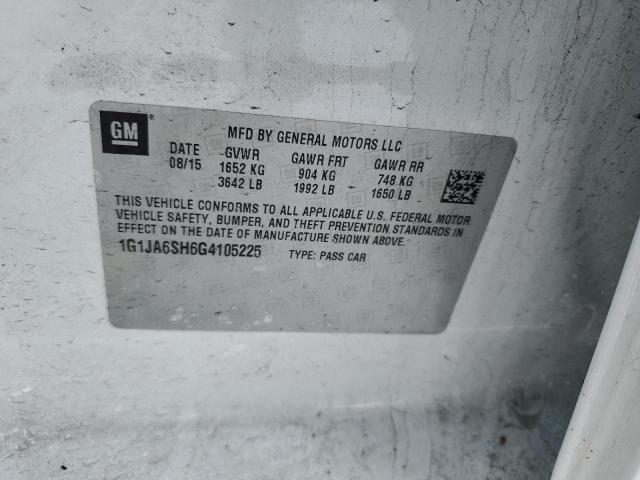 GM
MFD BY GENERAL MOTORS LLC
DATE GVWR GAWR FRT GAWR RR
08/15 1652 KG 904 KG 748 KG
3642 LB 1992 LB 1650 LB
THIS VEHICLE CONFORMS TO ALL APPLICABLE U.S. FEDERAL MOTOR
VEHICLE SAFETY, BUMPER, AND THEFT PREVENTION STANDARDS IN
EFFECT ON THE DATE OF MANUFACTURE SHOWN ABOVE.
1G1JA6SH6G4105225 TYPE: PASS CAR